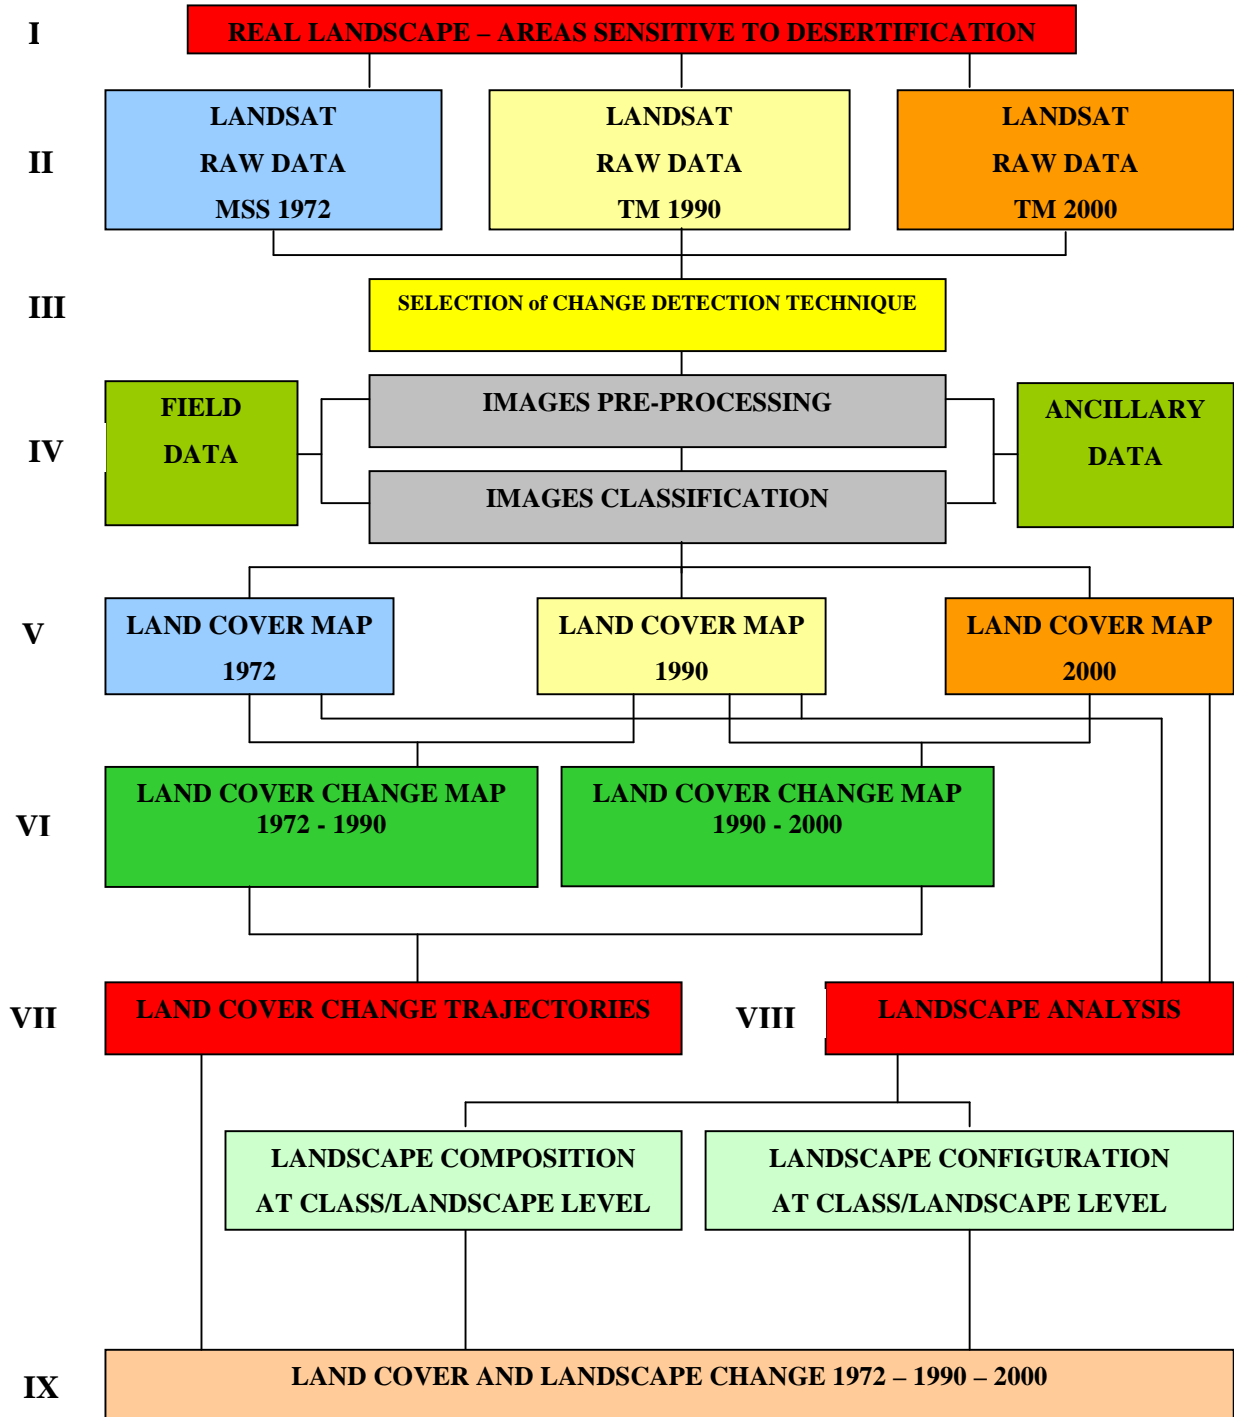 I
REAL LANDSCAPE – AREAS SENSITIVE TO DESERTIFICATION
II
LANDSAT
RAW DATA
MSS 1972
LANDSAT
RAW DATA
TM 1990
LANDSAT
RAW DATA
TM 2000
III
SELECTION of CHANGE DETECTION TECHNIQUE
IV
FIELD
DATA
IMAGES PRE-PROCESSING
IMAGES CLASSIFICATION
ANCILLARY
DATA
V
LAND COVER MAP
1972
LAND COVER MAP
1990
LAND COVER MAP
2000
VI
LAND COVER CHANGE MAP
1972 - 1990
LAND COVER CHANGE MAP
1990 - 2000
VII
LAND COVER CHANGE TRAJECTORIES
VIII
LANDSCAPE ANALYSIS
LANDSCAPE COMPOSITION
AT CLASS/LANDSCAPE LEVEL
LANDSCAPE CONFIGURATION
AT CLASS/LANDSCAPE LEVEL
IX
LAND COVER AND LANDSCAPE CHANGE 1972 – 1990 – 2000